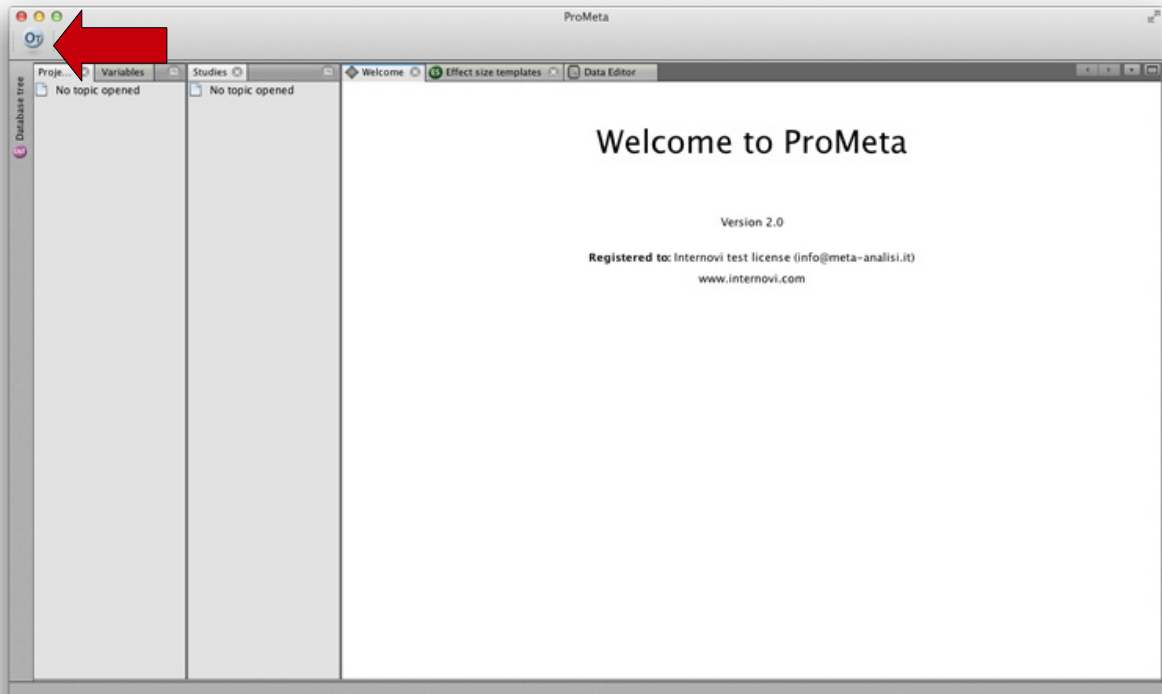 ProMeta
OT
Proje... Variables
Studies
Welcome
Effect size templates
Data Editor
Database tree
No topic opened
No topic opened
Welcome to ProMeta
Version 2.0
Registered to: Internovi test license (info@meta-analisi.it)
www.internovi.com